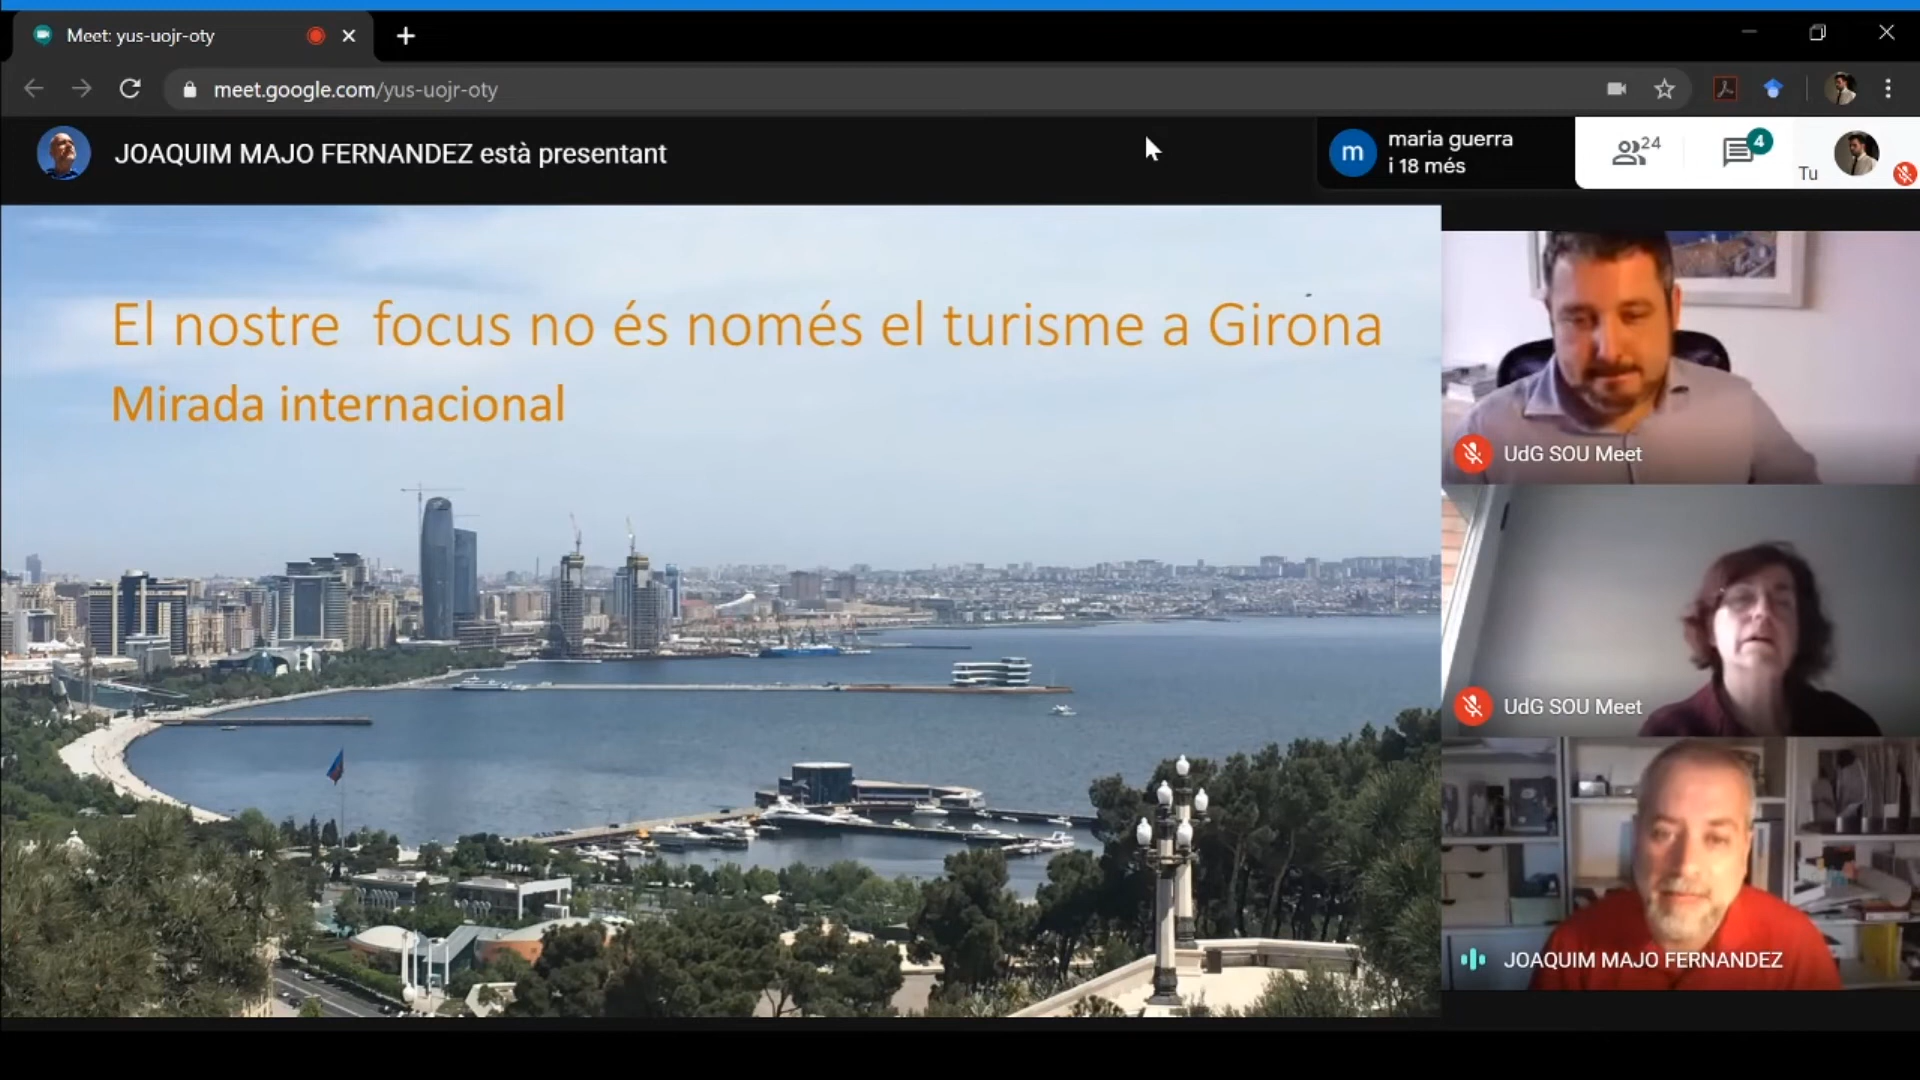 Meet: yus-uojr-oty
meet.google.com/yus-uojr-oty
JOAQUIM MAJO FERNANDEZ està presentant
m
maria guerra
i 18 més
24
4
Tu
El nostre focus no és només el turisme a Girona
Mirada internacional
UdG SOU Meet
UdG SOU Meet
JOAQUIM MAJO FERNANDEZ